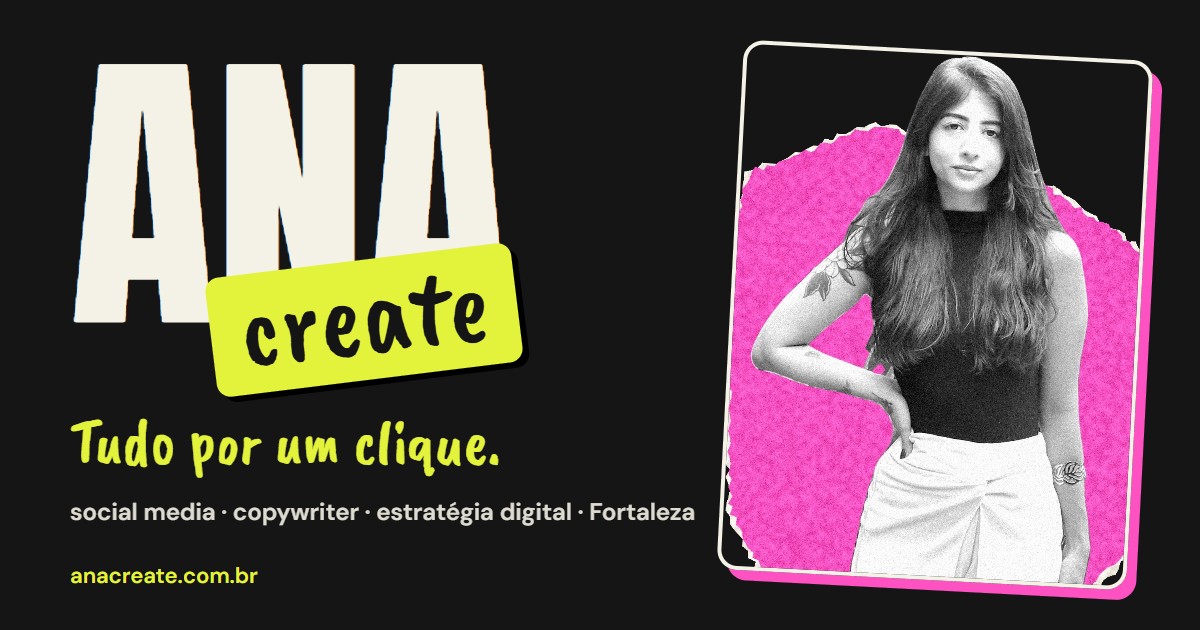 ANA
create
Tudo por um clique.
social media · copywriter · estratégia digital · Fortaleza
anacreate.com.br